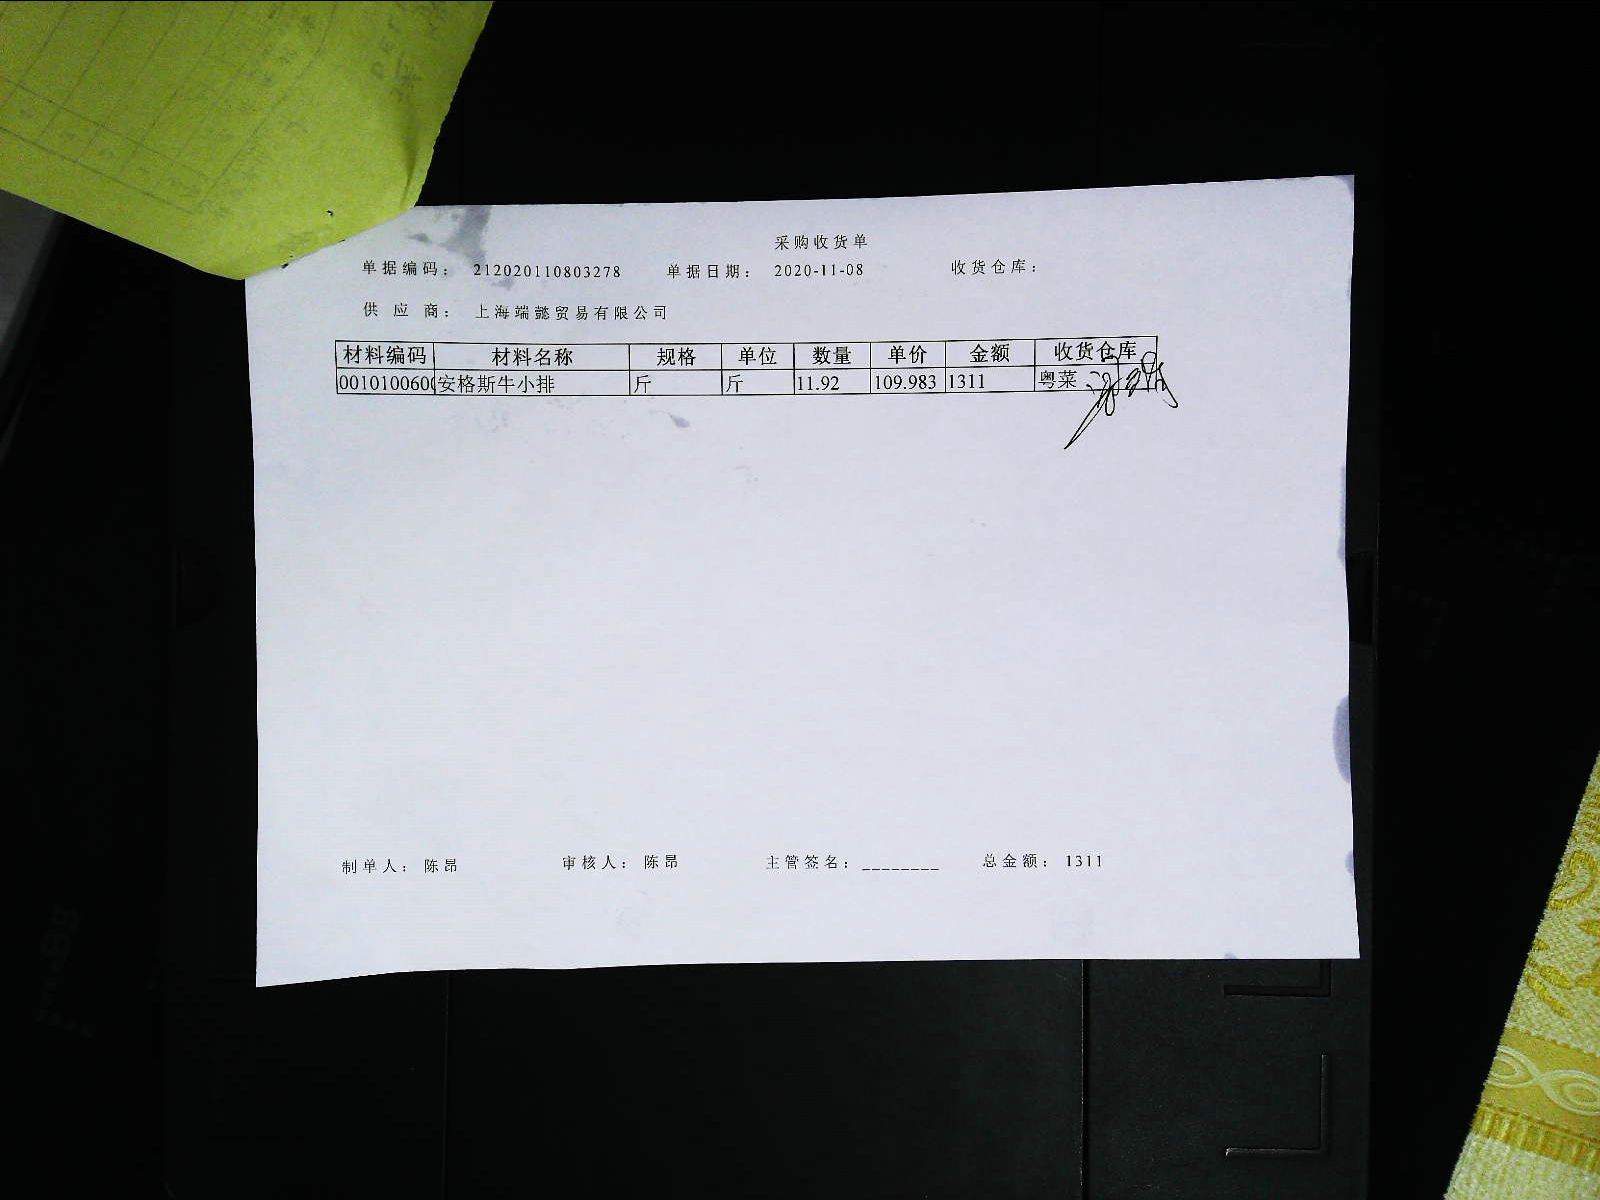 采购收货单
单据编码： 212020110803278 单据日期： 2020-11-08 收货仓库：
供应商： 上海端懿贸易有限公司
材料编码 材料名称 规格 单位 数量 单价 金额 收货仓库
0010100600 安格斯牛小排 斤 斤 11.92 109.983 1311 粤菜
制单人： 陈昂 审核人： 陈昂 主管签名：________ 总金额： 1311